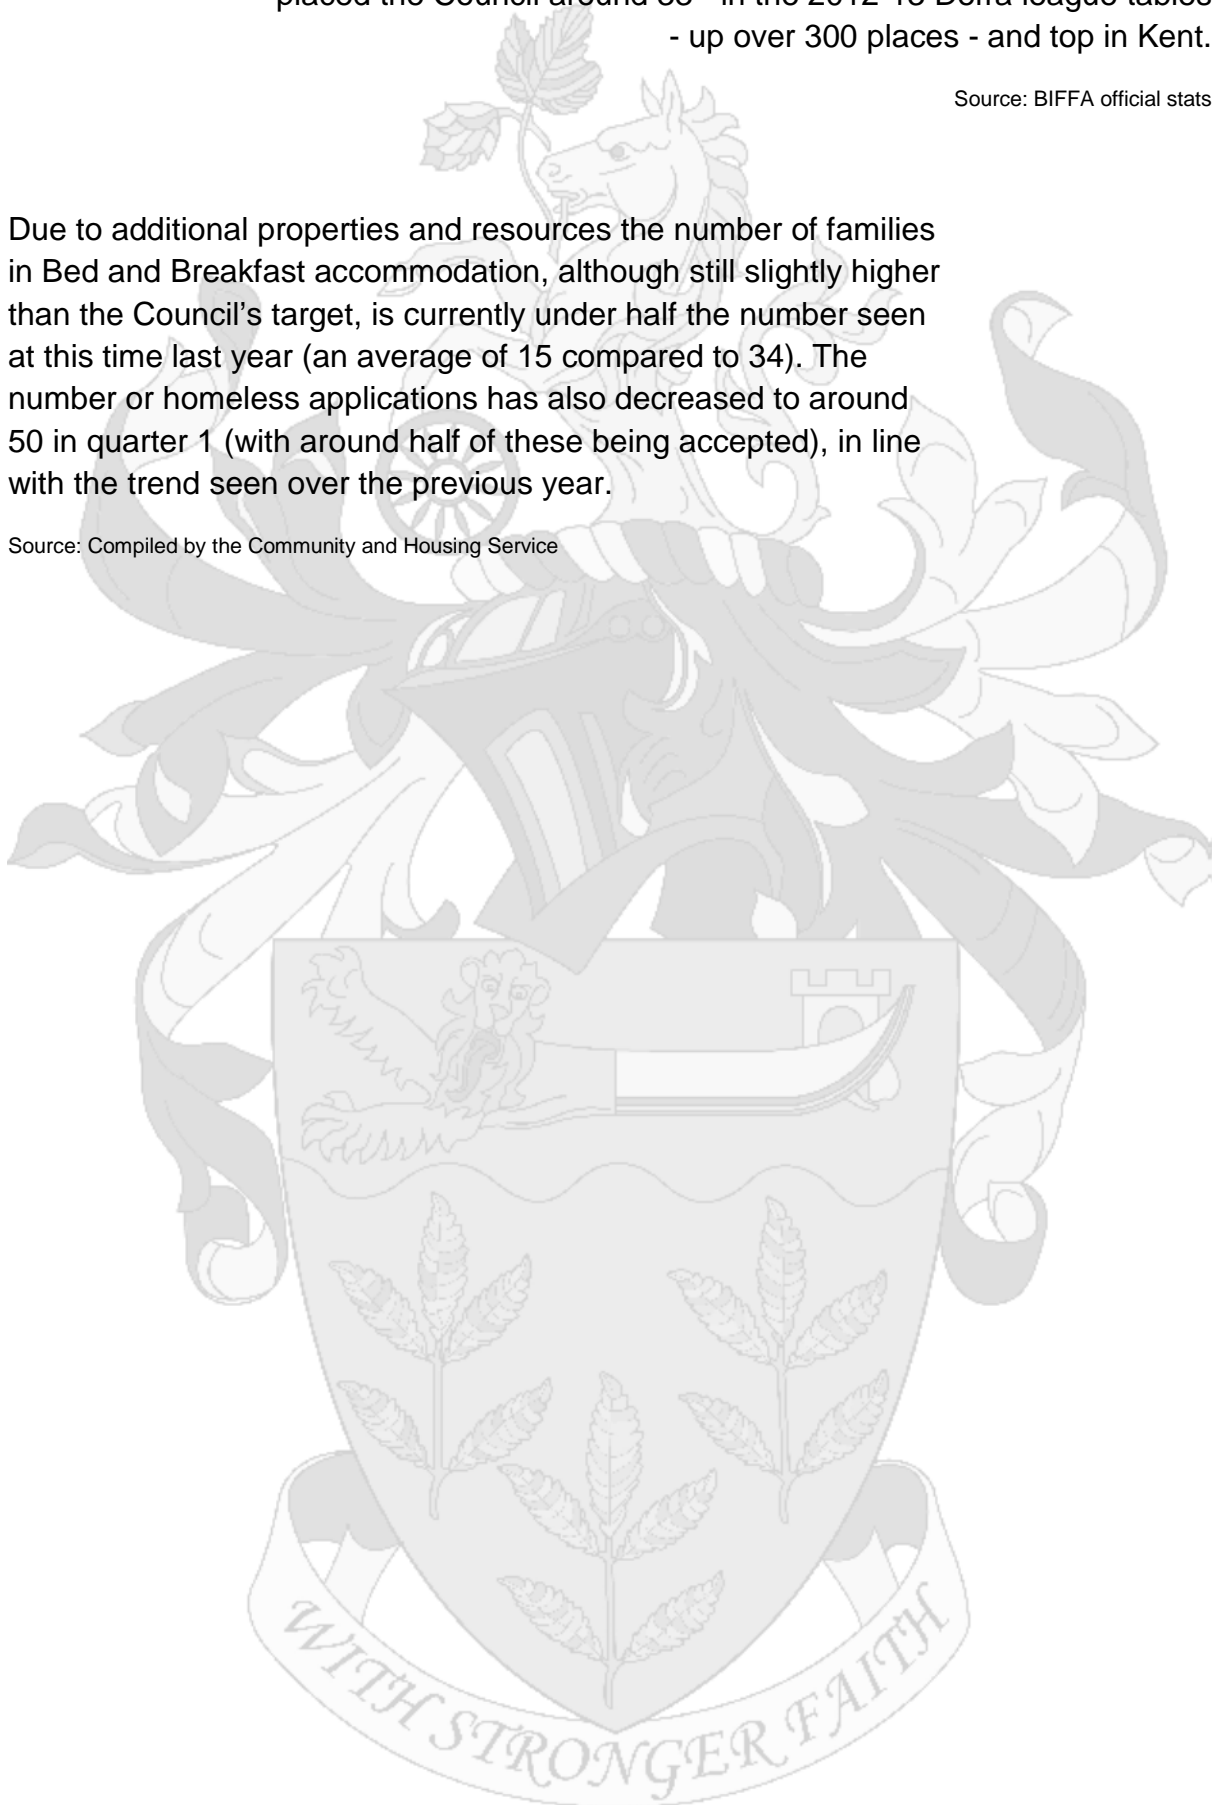 - up over 300 places - and top in Kent.
Source: BIFFA official stats
Due to additional properties and resources the number of families
in Bed and Breakfast accommodation, although still slightly higher
than the Council’s target, is currently under half the number seen
at this time last year (an average of 15 compared to 34). The
number or homeless applications has also decreased to around
50 in quarter 1 (with around half of these being accepted), in line
with the trend seen over the previous year.
Source: Compiled by the Community and Housing Service
WITH STRONGER FAITH